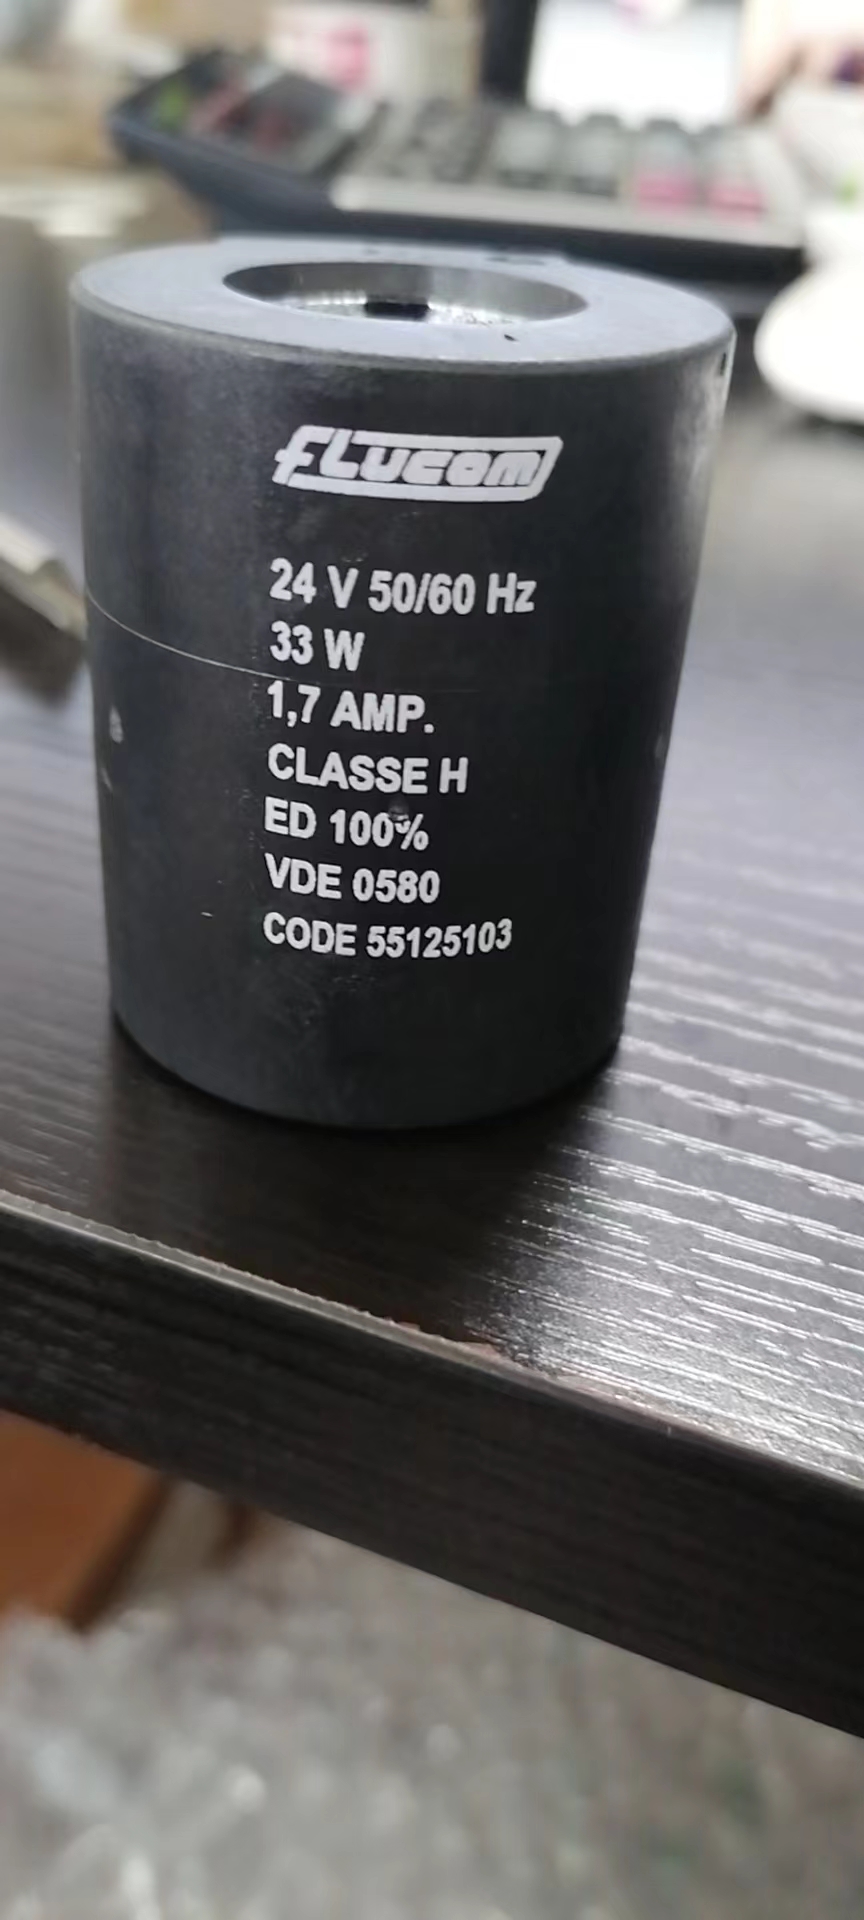 FLUCOM
24 V 50/60 Hz
33 W
1,7 AMP.
CLASSE H
ED 100%
VDE 0580
CODE 55125103